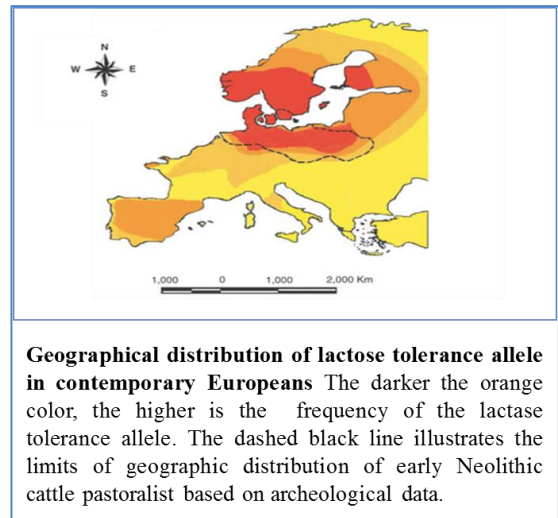 N
W E
S
1,000 0 1,000 2,000 Km
Geographical distribution of lactose tolerance allele
in contemporary Europeans The darker the orange
color, the higher is the frequency of the lactase
tolerance allele. The dashed black line illustrates the
limits of geographic distribution of early Neolithic
cattle pastoralist based on archeological data.